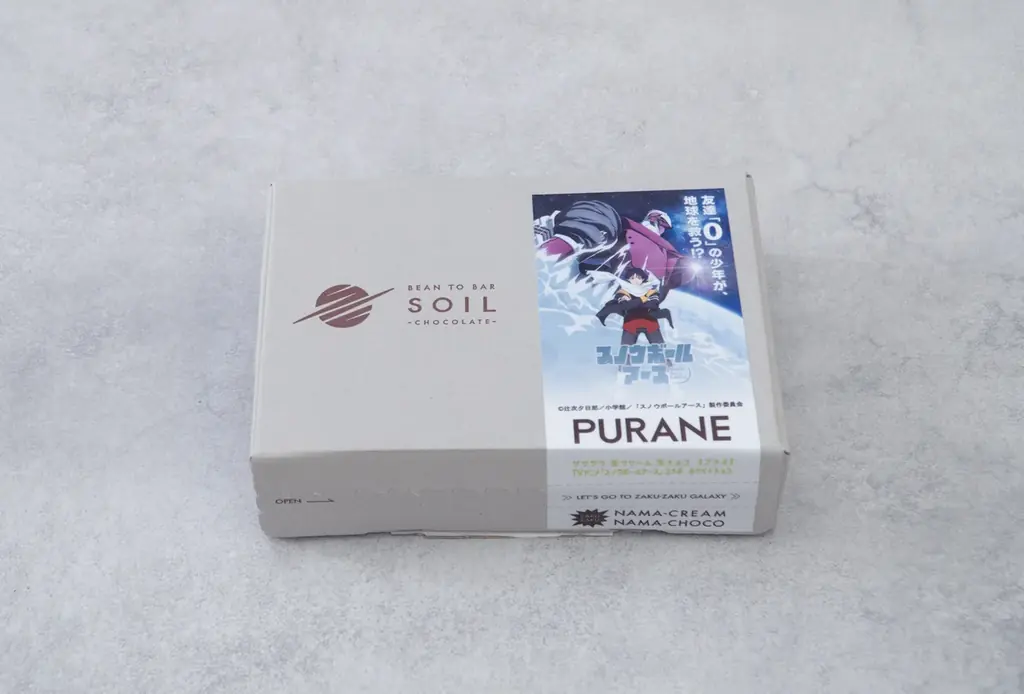 BEAN TO BAR
SOIL
-CHOCOLATE-
OPEN
友達「0」の少年が、
地球を救う!?
スノウボール
アース
©辻次夕日郎/小学館/「スノウボールアース」製作委員会
PURANE
LET'S GO TO ZAKU-ZAKU GALAXY
NAMA-CREAM
NAMA-CHOCO